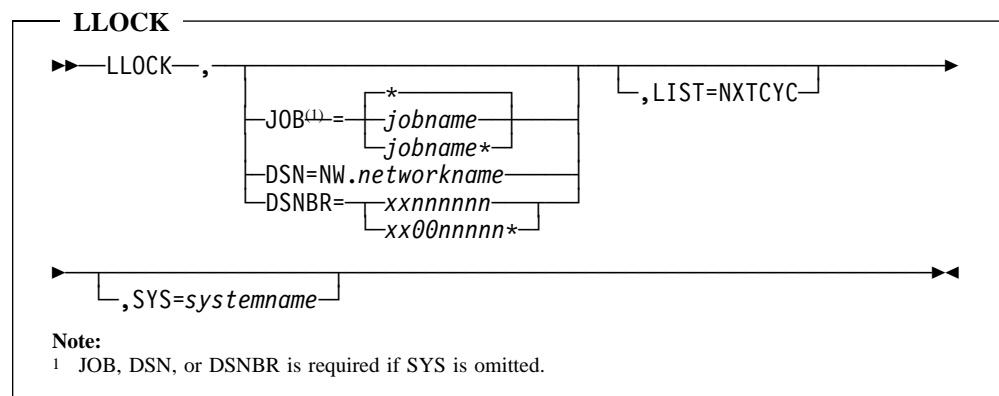 LLOCK
LLOCK ,
,LIST=NXTCYC
*
JOB(1) = jobname
jobname*
DSN=NW.networkname
DSNBR= xxnnnnnn
xx00nnnnn*
,SYS=systemname
Note:
1 JOB, DSN, or DSNBR is required if SYS is omitted.